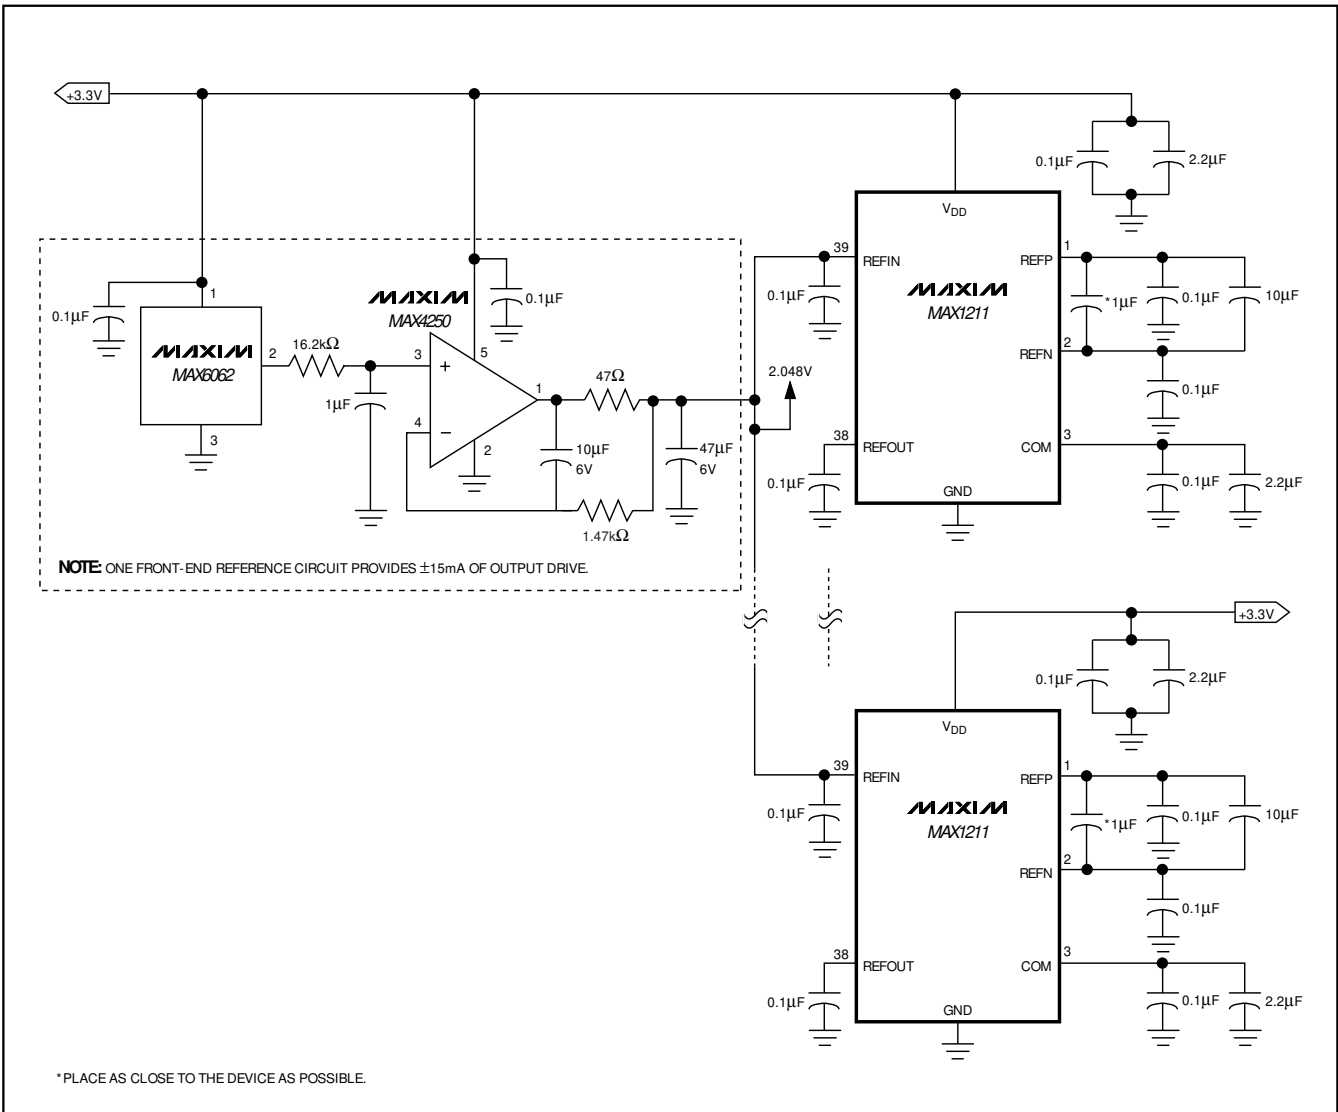 +3.3V
0.1μF
2.2μF
VDD
39
REFIN
REFP
1
0.1μF
MAXIM
MAX1211
*1μF
0.1μF
10μF
REFN
2
0.1μF
38
REFOUT
COM
3
0.1μF
0.1μF
2.2μF
GND
0.1μF
1
MAXIM
MAX6062
2
3
16.2kΩ
1μF
MAXIM
MAX4250
0.1μF
3
+
5
4
−
2
1
47Ω
10μF
6V
47μF
6V
1.47kΩ
2.048V
NOTE: ONE FRONT-END REFERENCE CIRCUIT PROVIDES ±15mA OF OUTPUT DRIVE.
+3.3V
0.1μF
2.2μF
VDD
39
REFIN
REFP
1
0.1μF
MAXIM
MAX1211
*1μF
0.1μF
10μF
REFN
2
0.1μF
38
REFOUT
COM
3
0.1μF
0.1μF
2.2μF
GND
*PLACE AS CLOSE TO THE DEVICE AS POSSIBLE.